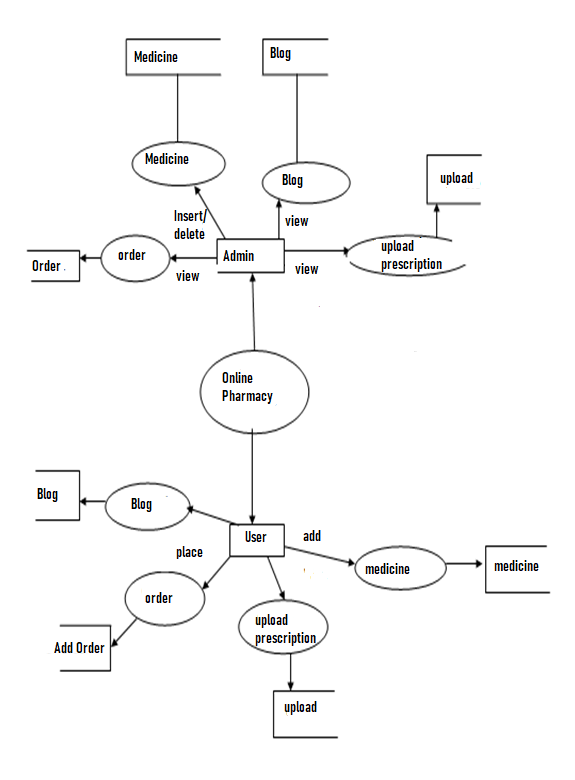 Medicine
Blog
Medicine
Blog
upload
Insert/
delete
view
order
Admin
upload
prescription
Order .
view
view
Online
Pharmacy
Blog
Blog
User
add
place
medicine
medicine
order
upload
prescription
Add Order
upload